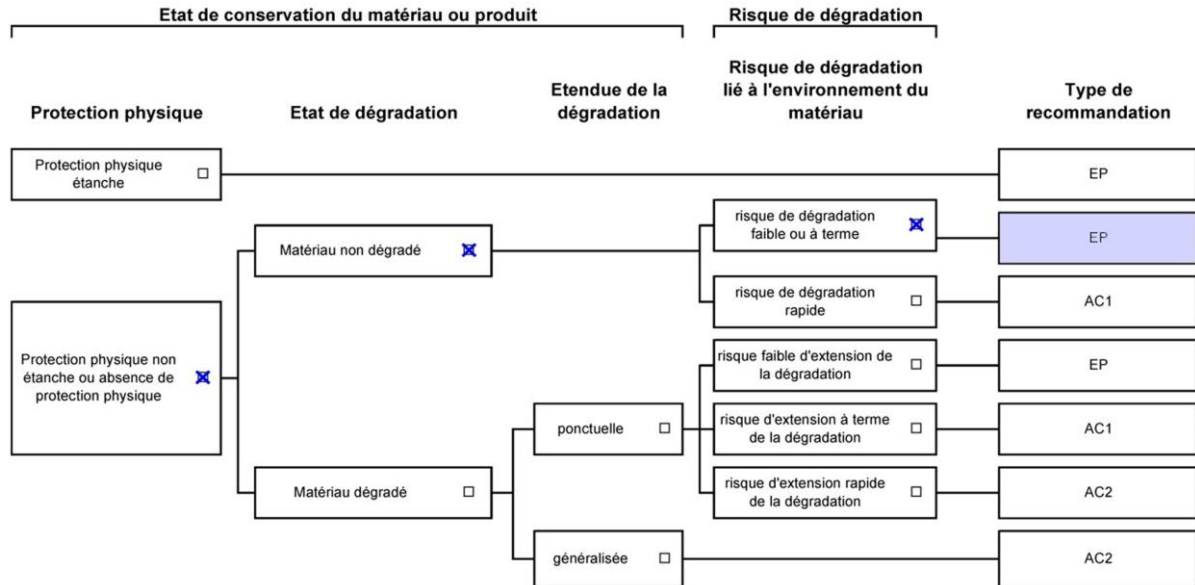 Etat de conservation du matériau ou produit
Risque de dégradation
Protection physique
Etat de dégradation
Etendue de la
dégradation
Risque de dégradation
lié à l'environnement du
matériau
Type de
recommandation
Protection physique
étanche
EP
Matériau non dégradé
risque de dégradation
faible ou à terme
EP
risque de dégradation
rapide
AC1
Protection physique non
étanche ou absence de
protection physique
risque faible d'extension de
la dégradation
EP
ponctuelle
risque d'extension à terme
de la dégradation
AC1
Matériau dégradé
risque d'extension rapide
de la dégradation
AC2
généralisée
AC2